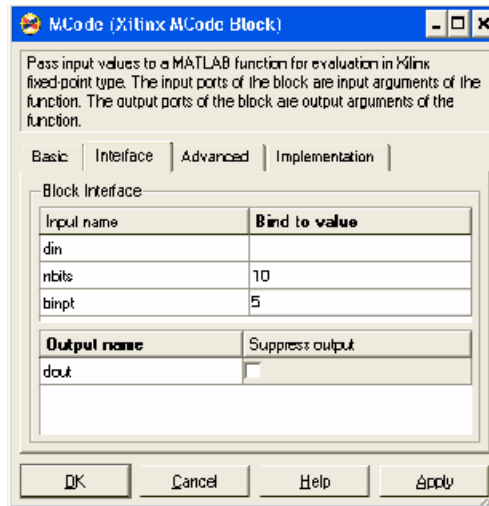 MCode (Xilinx MCode Block)
Pass input values to a MATLAB function for evaluation in Xilinx
fixed-point type. The input ports of the block are input arguments of the
function. The output ports of the block are output arguments of the
function.
Basic Interface Advanced Implementation
Block Interface
Input name Bind to value
din
nbits 10
binpt 5
Output name Suppress output
dout
OK Cancel Help Apply